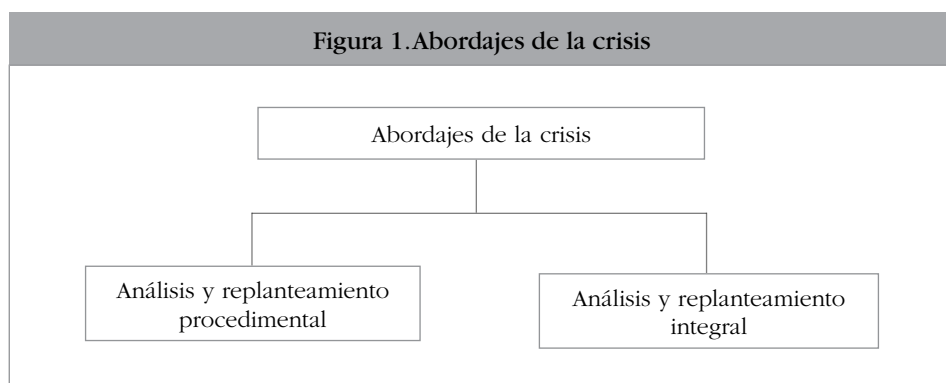 Figura 1. Abordajes de la crisis
Abordajes de la crisis
Análisis y replanteamiento
procedimental
Análisis y replanteamiento
integral